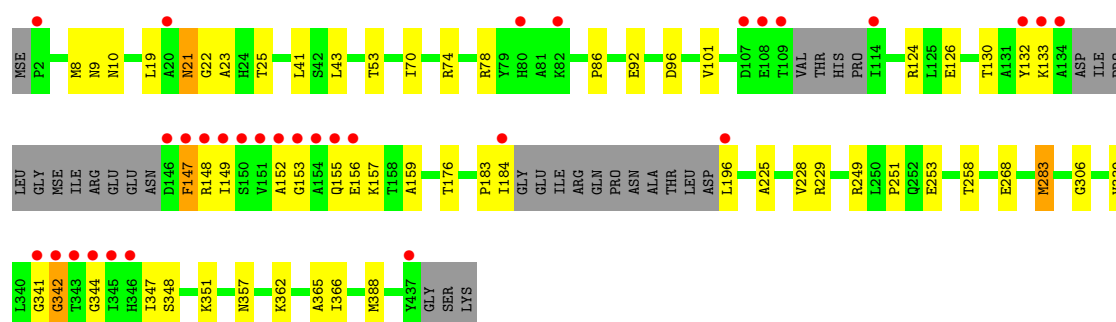 MSE P2 M8 N9 N10 L19 A20 N21 G22 A23 H24 T25 L41 S42 L43 T53 I70 R74 R78 Y79 H80 A81 K82 P86 E92 D96 V101 D107 E108 T109 VAL THR HIS PRO I114 R124 L125 E126 T130 A131 Y132 K133 A134 ASP ILE PRO
LEU GLY MSE ILE ARG GLU GLU ASN D146 F147 R148 I149 S150 V151 A152 G153 A154 Q155 E156 K157 T158 A159 T176 P183 I184 GLY GLU ILE ARG GLN PRO ASN ALA THR LEU ASP L196 A225 V228 R229 R249 L250 P251 Q252 E253 T258 E268 M283 G306
L340 G341 G342 T343 G344 I345 H346 I347 S348 K351 N357 K362 A365 I366 M388 Y437 GLY SER LYS